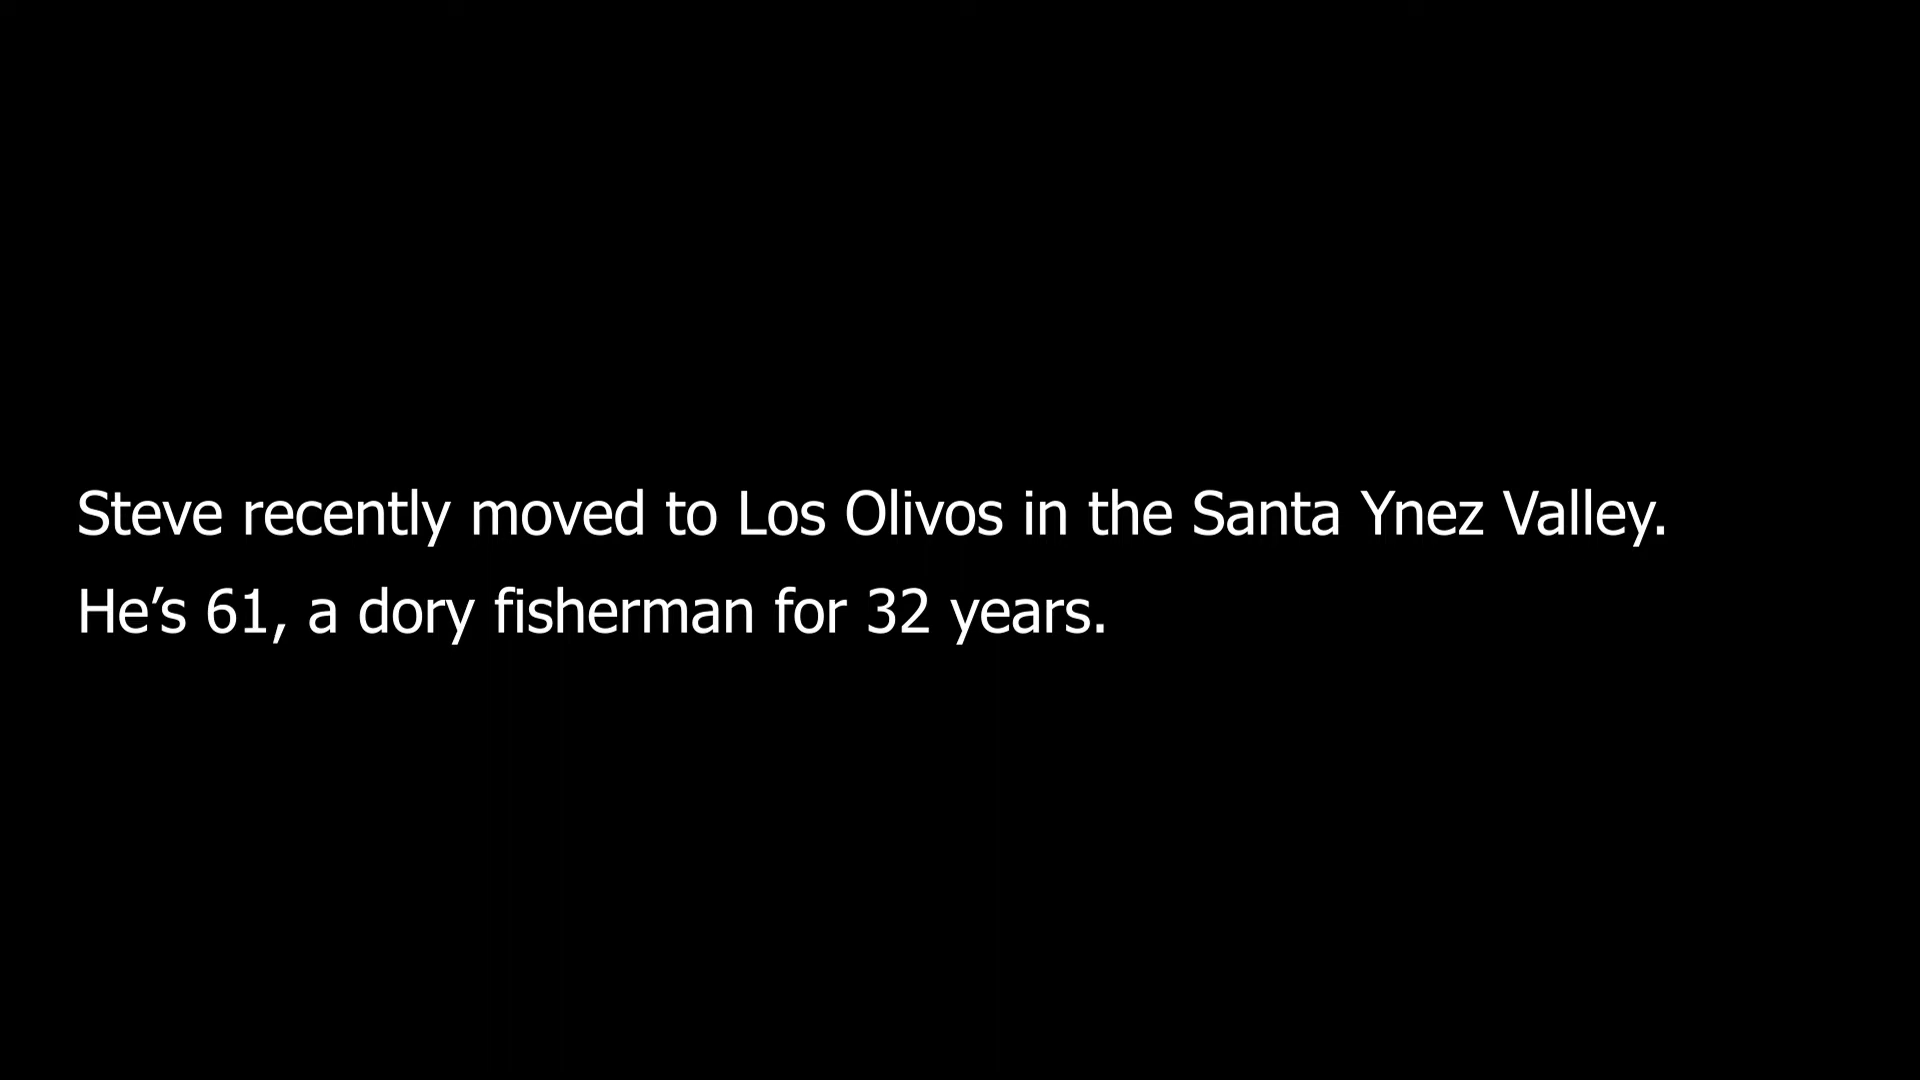 Steve recently moved to Los Olivos in the Santa Ynez Valley.
He’s 61, a dory fisherman for 32 years.